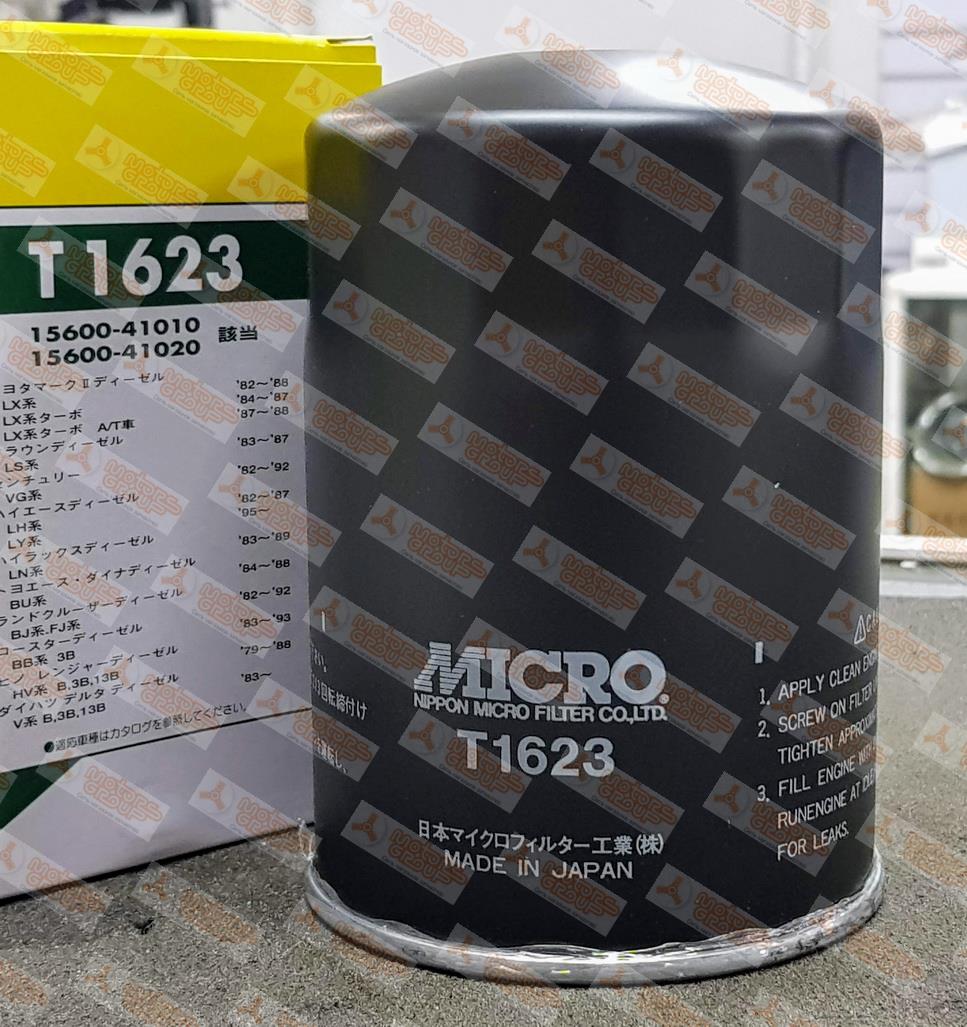 T1623
15600-41010 該当
15600-41020
ヨタマークⅡディーゼル
LX系 '82〜'88
LX系ターボ '84〜'87
LX系ターボ A/T車 '87〜'88
ラウンディーゼル
LS系 '83〜'87
センチュリー
VG系 '82〜'92
ハイエースディーゼル
LH系 '82〜'87
LY系 '95〜
ハイラックスディーゼル
LN系 '83〜'89
トヨエース・ダイナディーゼル
BU系 '84〜'88
ランドクルーザーディーゼル
BJ系.FJ系 '82〜'92
コースターディーゼル
BB系 3B '83〜'93
ヒノ レンジャーディーゼル
HV系 B,3B,13B '79〜'88
ダイハツ デルタ ディーゼル
V系 B,3B,13B '83〜
●適応車種はカタログを参照してください。
MICRO
NIPPON MICRO FILTER CO.,LTD.
T1623
日本マイクロフィルター工業(株)
MADE IN JAPAN
回転締付け
1. APPLY CLEAN
2. SCREW ON FILTER
TIGHTEN
3. FILL ENGINE WITH
RUNENGINE AT
FOR LEAKS.
MOTORS GROUP